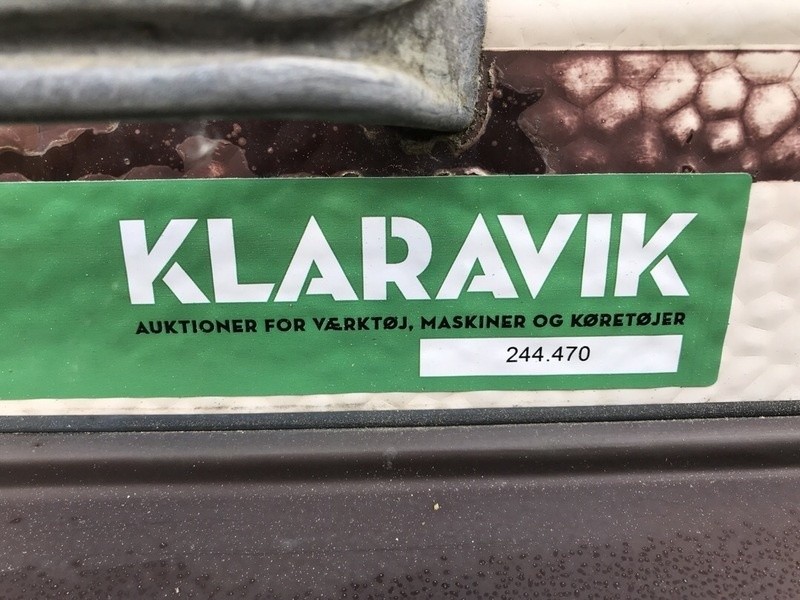 KLARAVIK
AUKTIONER FOR VÆRKTØJ, MASKINER OG KØRETØJER
244.470